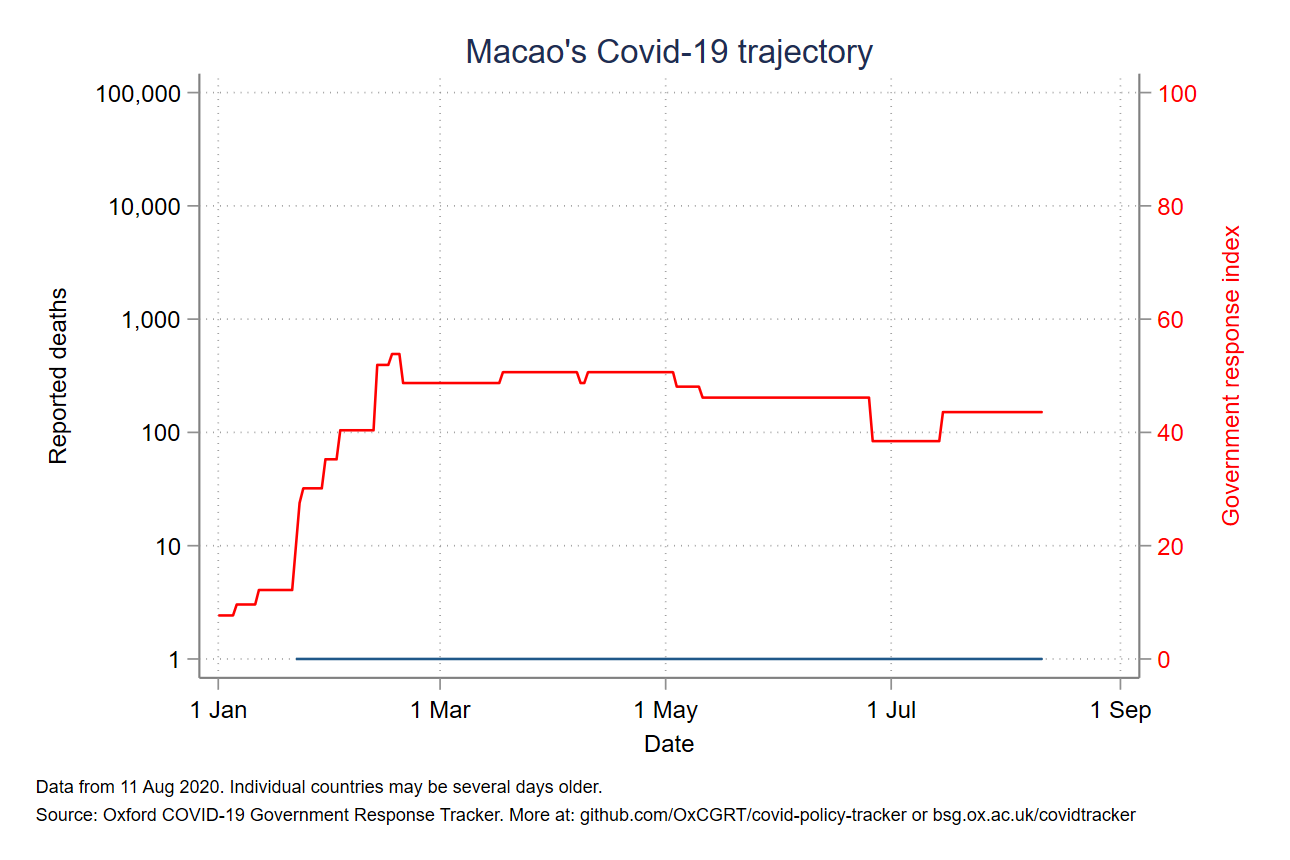 Macao's Covid-19 trajectory
100,000
10,000
1,000
100
10
1
Reported deaths
100
80
60
40
20
0
Government response index
1 Jan
1 Mar
1 May
1 Jul
1 Sep
Date
Data from 11 Aug 2020. Individual countries may be several days older.
Source: Oxford COVID-19 Government Response Tracker. More at: github.com/OxCGRT/covid-policy-tracker or bsg.ox.ac.uk/covidtracker